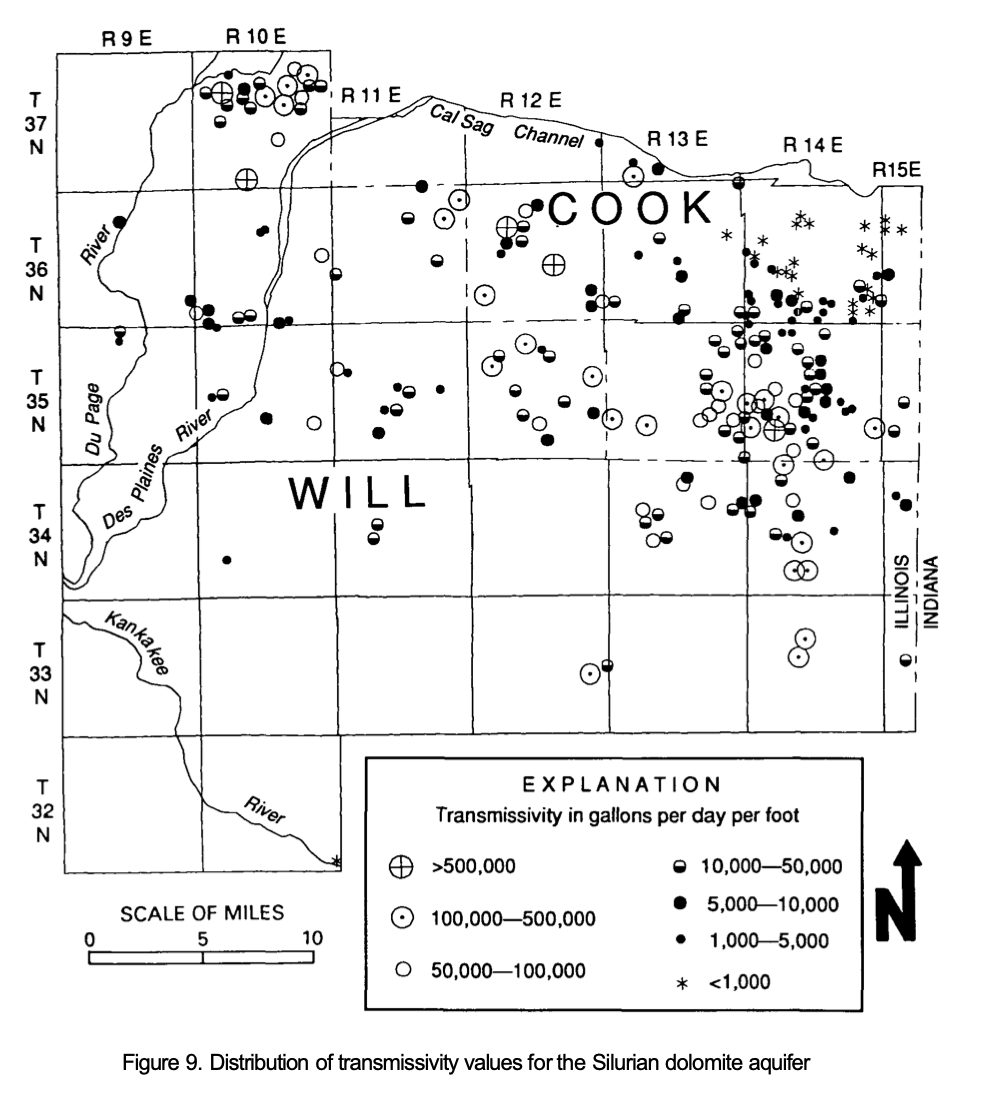 R 9 E
R 10 E
R 11 E
R 12 E
R 13 E
R 14 E
R15E
T
37
N
T
36
N
T
35
N
T
34
N
T
33
N
T
32
N
Cal Sag Channel
COOK
River
Du Page
Des Plaines River
WILL
Kankakee
River
ILLINOIS
INDIANA
EXPLANATION
Transmissivity in gallons per day per foot
>500,000
100,000—500,000
50,000—100,000
10,000—50,000
5,000—10,000
1,000—5,000
<1,000
SCALE OF MILES
0 5 10
N
Figure 9. Distribution of transmissivity values for the Silurian dolomite aquifer